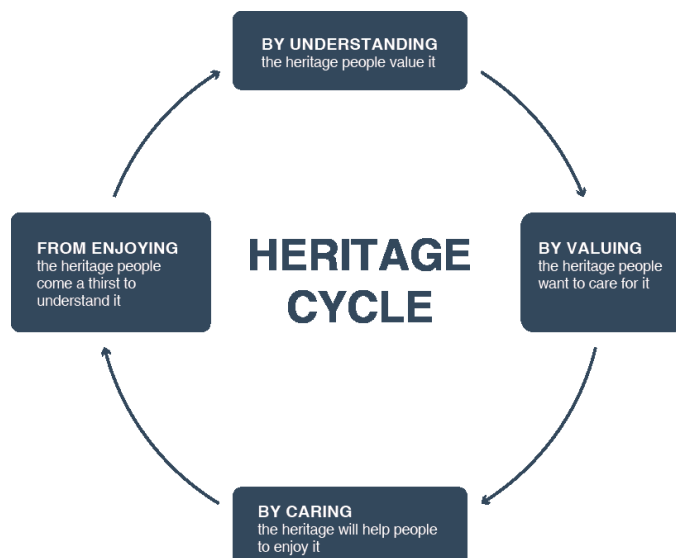 BY UNDERSTANDING
the heritage people value it
BY VALUING
the heritage people
want to care for it
BY CARING
the heritage will help people
to enjoy it
FROM ENJOYING
the heritage people
come a thirst to
understand it
HERITAGE
CYCLE